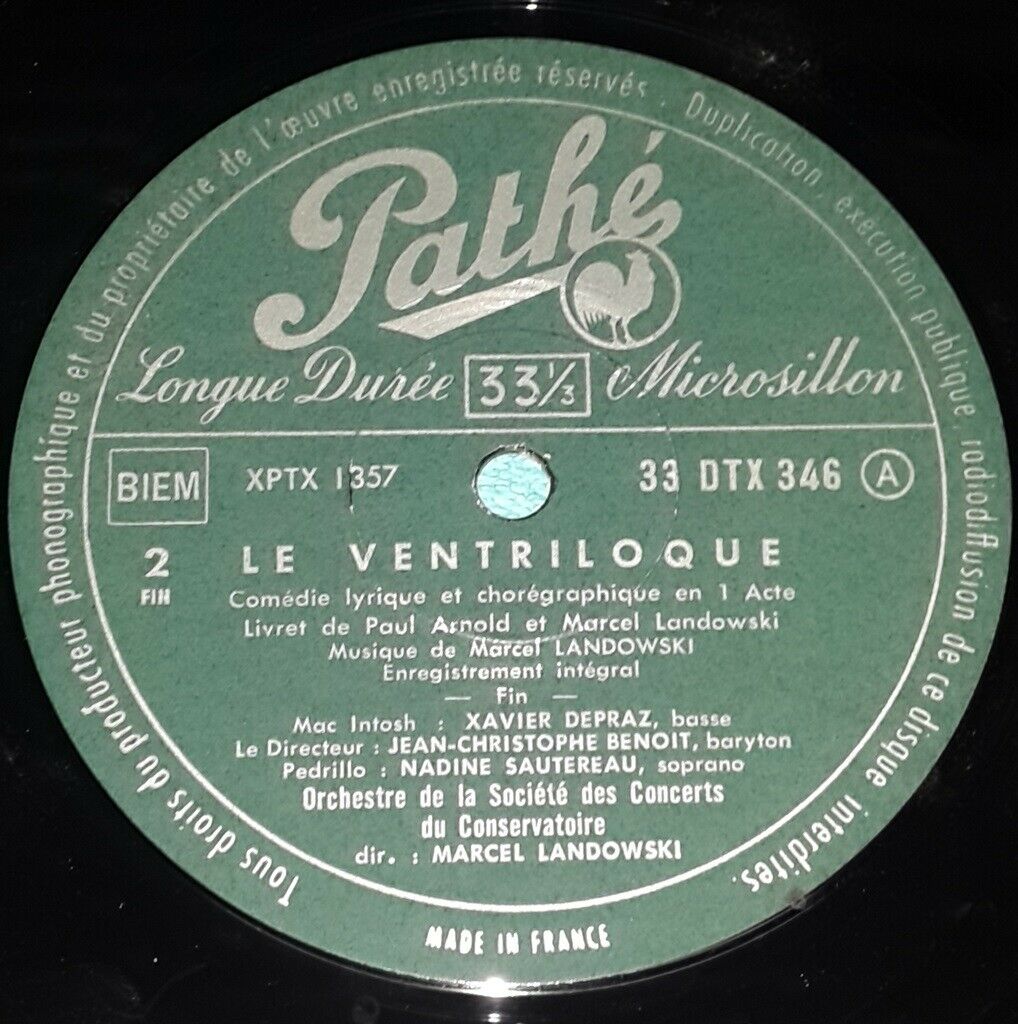 Tous droits du producteur phonographique et du propriétaire de l'œuvre enregistrée réservés. Duplication, exécution publique, radiodiffusion de ce disque interdites.
Pathé
Longue Durée 33 1/3 Microsillon
BIEM XPTX 1357 33 DTX 346 A
2 LE VENTRILOQUE
FIN
Comédie lyrique et chorégraphique en 1 Acte
Livret de Paul Arnold et Marcel Landowski
Musique de Marcel LANDOWSKI
Enregistrement intégral
— Fin —
Mac Intosh : XAVIER DEPRAZ, basse
Le Directeur : JEAN-CHRISTOPHE BENOIT, baryton
Pedrillo : NADINE SAUTEREAU, soprano
Orchestre de la Société des Concerts
du Conservatoire
dir. : MARCEL LANDOWSKI
MADE IN FRANCE